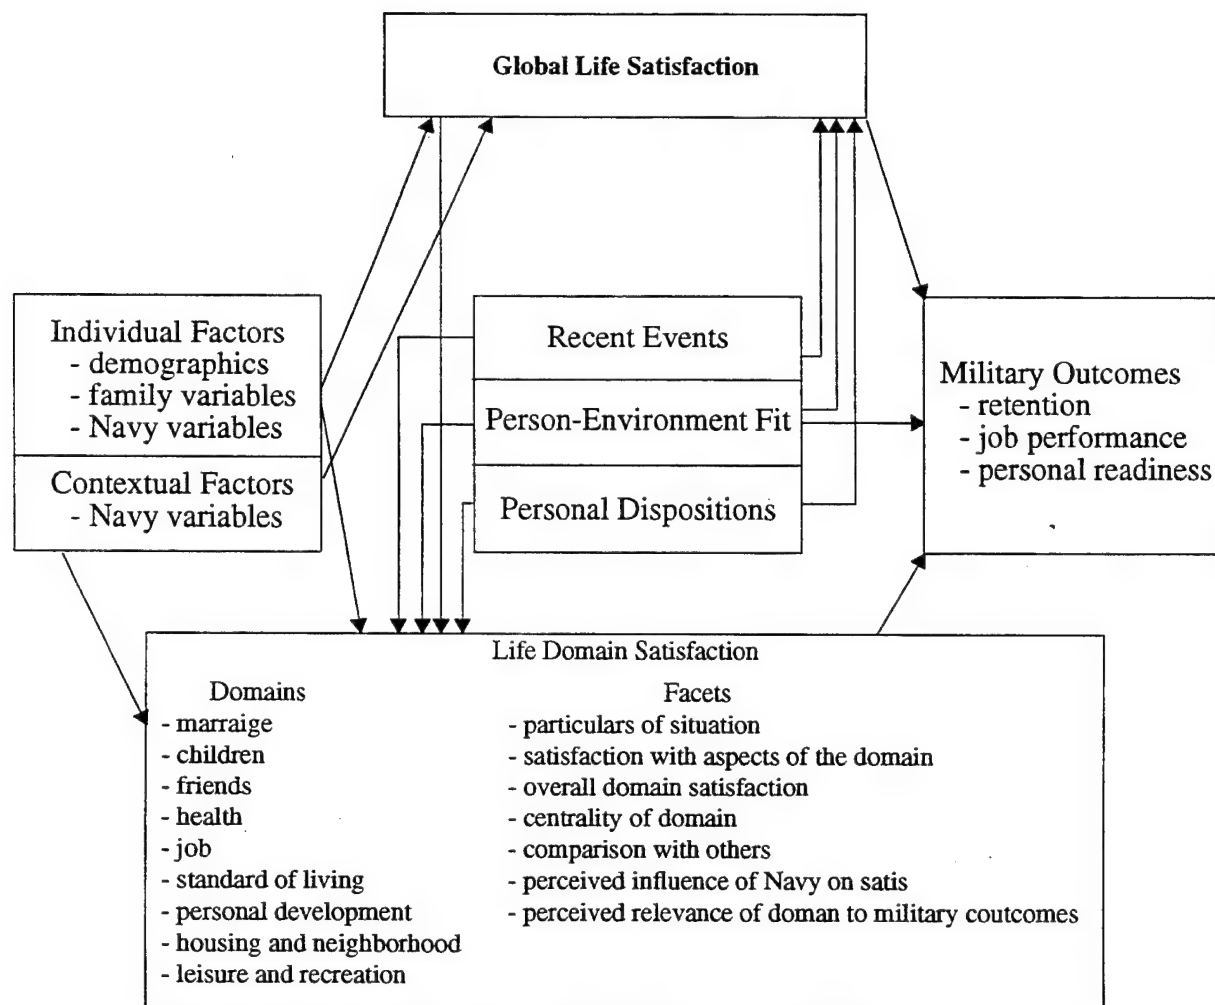 Global Life Satisfaction
Individual Factors
- demographics
- family variables
- Navy variables
Contextual Factors
- Navy variables
Recent Events
Person-Environment Fit
Personal Dispositions
Military Outcomes
- retention
- job performance
- personal readiness
Life Domain Satisfaction
Domains
- marraige
- children
- friends
- health
- job
- standard of living
- personal development
- housing and neighborhood
- leisure and recreation
Facets
- particulars of situation
- satisfaction with aspects of the domain
- overall domain satisfaction
- centrality of domain
- comparison with others
- perceived influence of Navy on satis
- perceived relevance of doman to military coutcomes